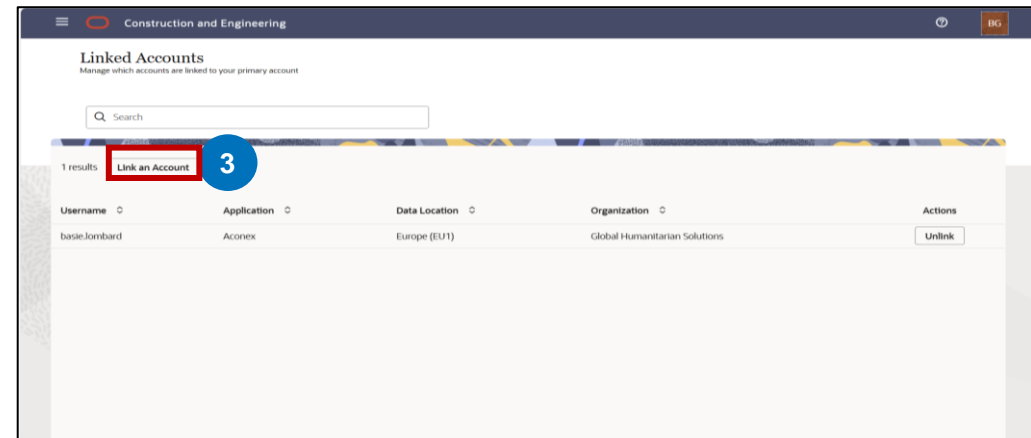 Construction and Engineering
BG
Linked Accounts
Manage which accounts are linked to your primary account
Search
1 results Link an Account 3
Username Application Data Location Organization Actions
basie.lombard Aconex Europe (EU1) Global Humanitarian Solutions Unlink